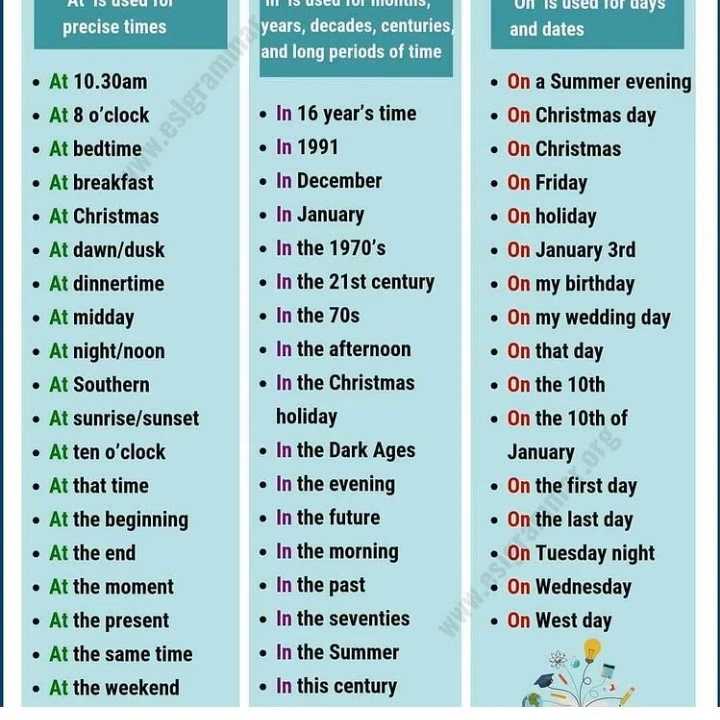 'At' is used for
precise times
• At 10.30am
• At 8 o'clock
• At bedtime
• At breakfast
• At Christmas
• At dawn/dusk
• At dinnertime
• At midday
• At night/noon
• At Southern
• At sunrise/sunset
• At ten o'clock
• At that time
• At the beginning
• At the end
• At the moment
• At the present
• At the same time
• At the weekend
'In' is used for months,
years, decades, centuries,
and long periods of time
• In 16 year's time
• In 1991
• In December
• In January
• In the 1970's
• In the 21st century
• In the 70s
• In the afternoon
• In the Christmas
holiday
• In the Dark Ages
• In the evening
• In the future
• In the morning
• In the past
• In the seventies
• In the Summer
• In this century
'On' is used for days
and dates
• On a Summer evening
• On Christmas day
• On Christmas
• On Friday
• On holiday
• On January 3rd
• On my birthday
• On my wedding day
• On that day
• On the 10th
• On the 10th of
January
• On the first day
• On the last day
• On Tuesday night
• On Wednesday
• On West day
www.eslgrammar
www.eslgrammar.org